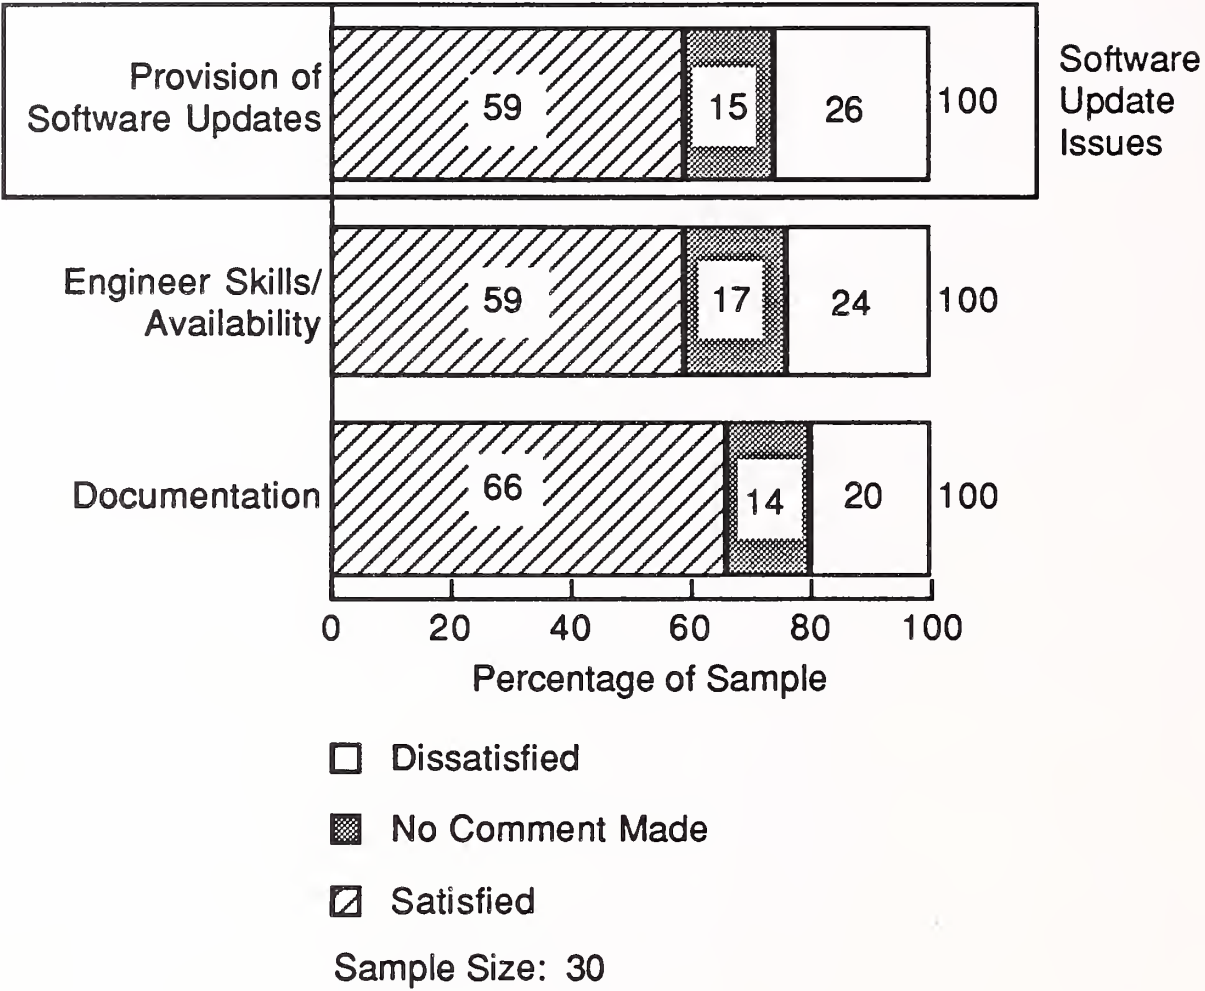 Provision of
Software Updates
59
15
26
100
Software
Update
Issues
Engineer Skills/
Availability
59
17
24
100
Documentation
66
14
20
100
0 20 40 60 80 100
Percentage of Sample
Dissatisfied
No Comment Made
Satisfied
Sample Size: 30